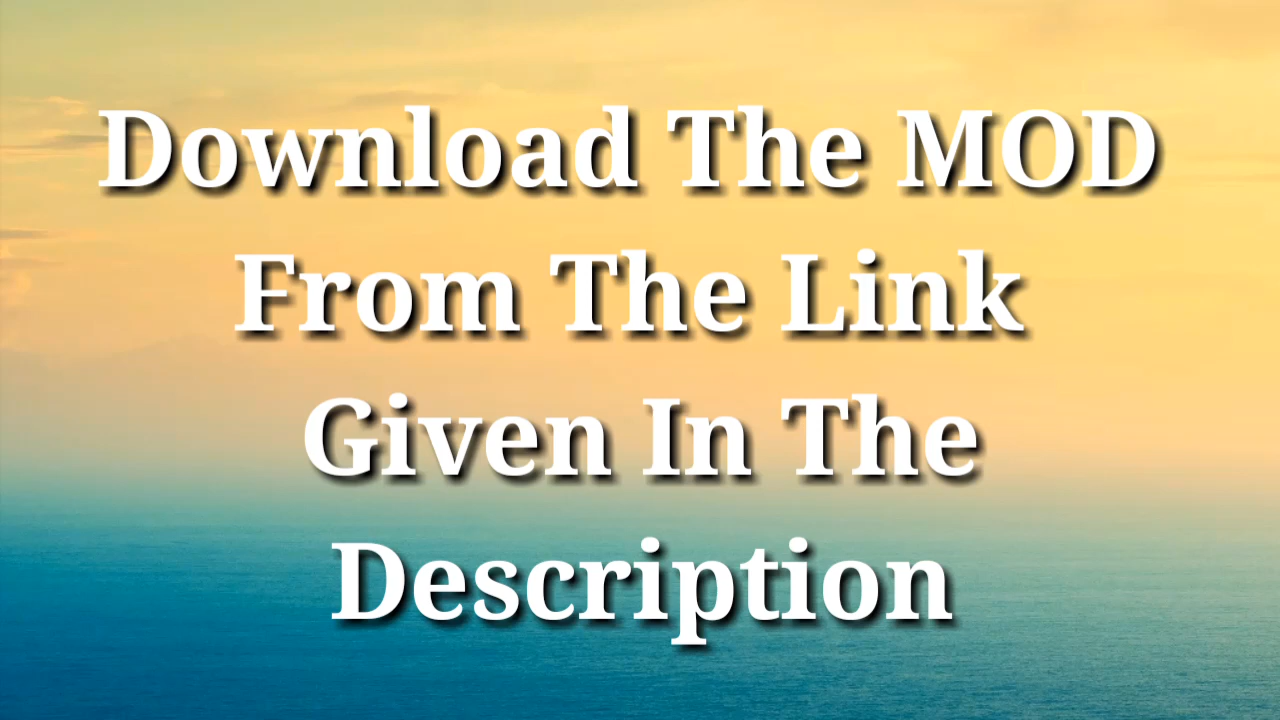 Download The MOD
From The Link
Given In The
Description